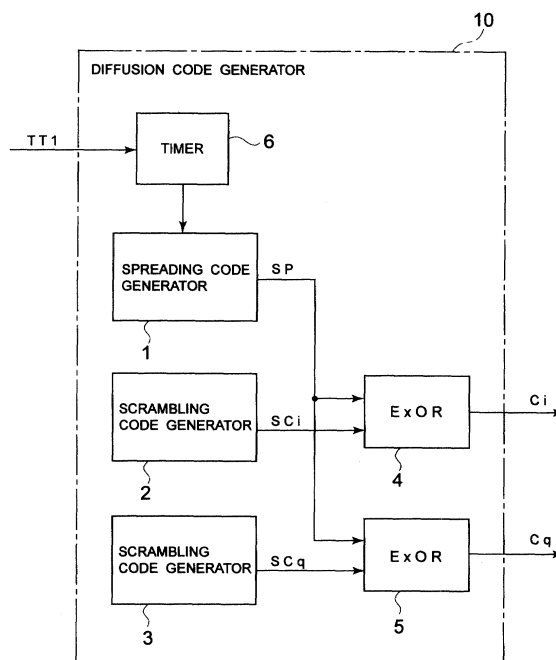 10
DIFFUSION CODE GENERATOR
TT1
TIMER
6
SPREADING CODE
GENERATOR
SP
1
SCRAMBLING
CODE GENERATOR
SCi
2
ExOR
Ci
4
SCRAMBLING
CODE GENERATOR
SCq
3
ExOR
Cq
5